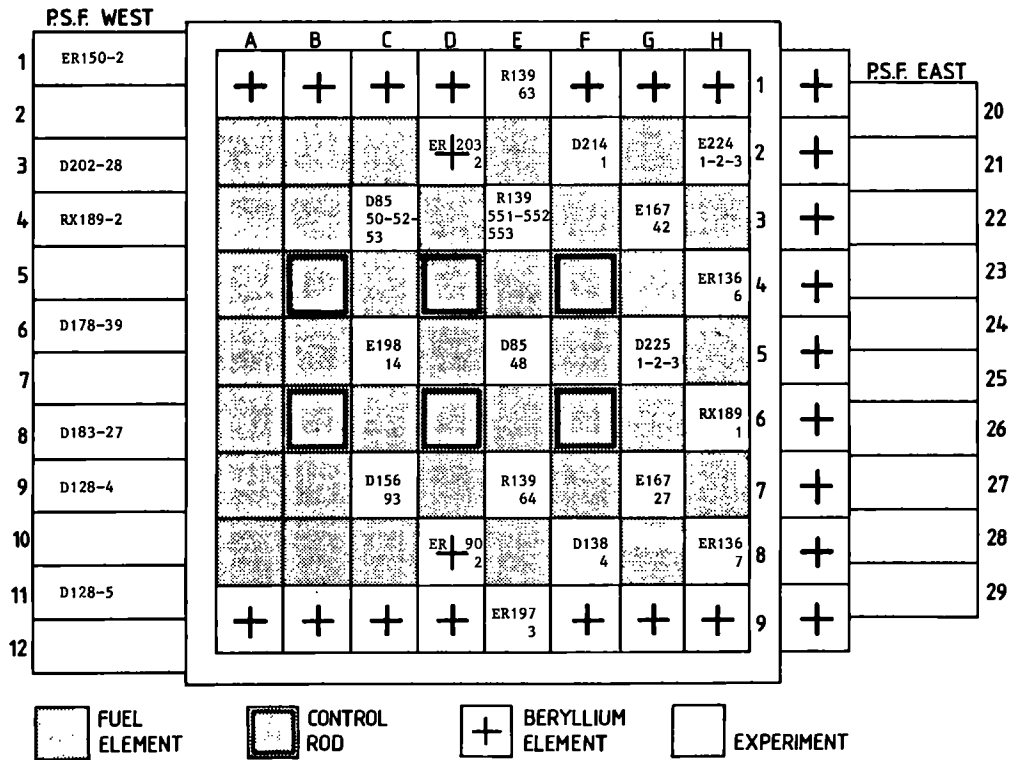 P.S.F. WEST
A B C D E F G H
P.S.F. EAST
1 ER150-2
R139
63
1
20
2
ER 203
2
D214
1
E224
1-2-3
2
3 D202-28
21
D85
50-52-
53
R139
551-552
553
E167
42
3
4 RX189-2
22
5
ER136
6
4
23
6 D178-39
E198
14
D85
48
D225
1-2-3
5
24
7
25
8 D183-27
RX189
1
6
26
9 D128-4
D156
93
R139
64
E167
27
7
27
10
ER 90
2
D138
4
ER136
7
8
28
11 D128-5
ER197
3
9
29
12
FUEL
ELEMENT
CONTROL
ROD
BERYLLIUM
ELEMENT
EXPERIMENT